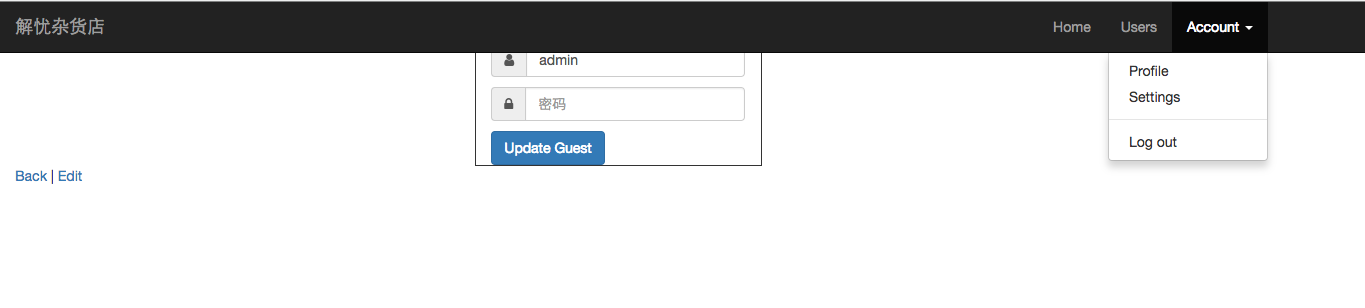 解忧杂货店 Home Users Account
admin
密码
Update Guest
Profile
Settings
Log out
Back | Edit